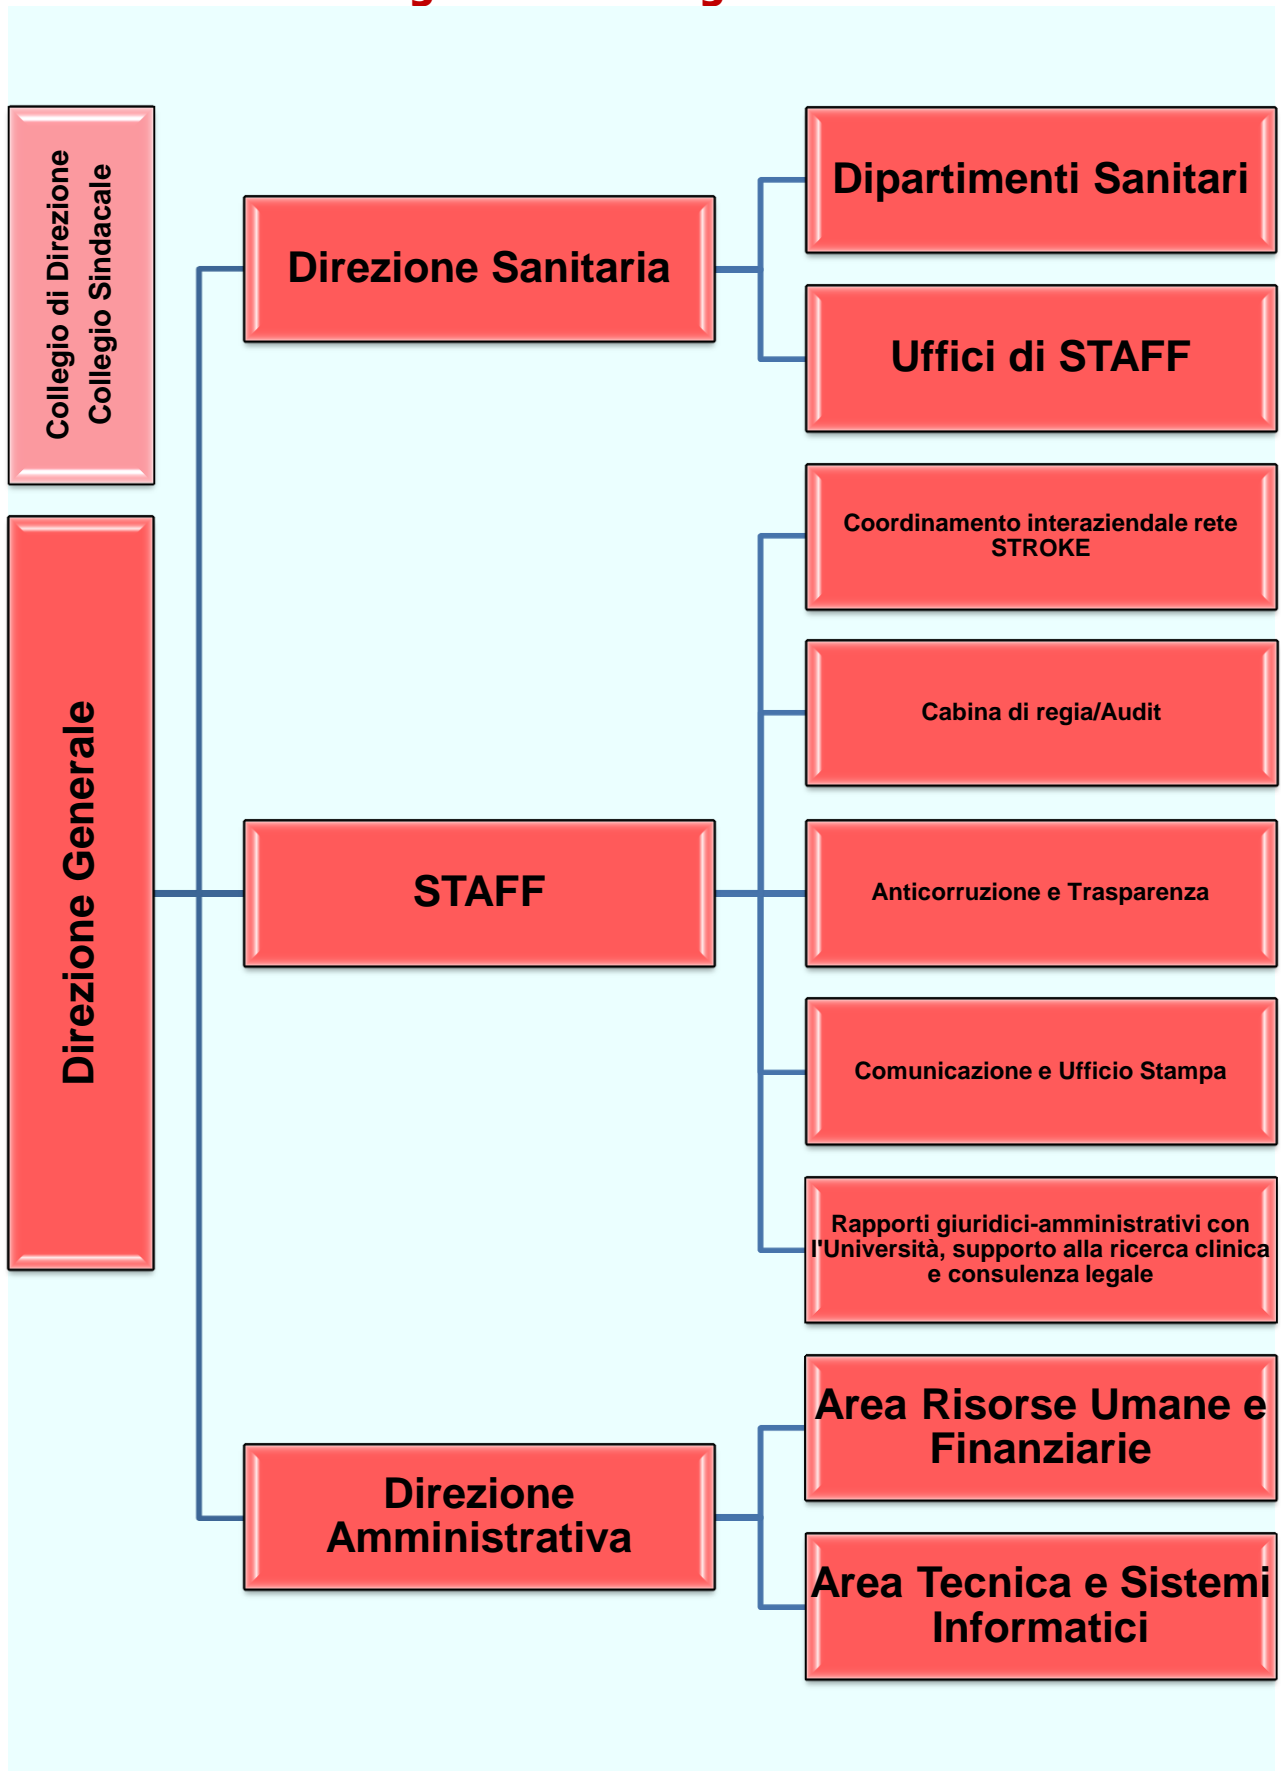 Collegio di Direzione
Collegio Sindacale
Direzione Generale
Direzione Sanitaria
STAFF
Direzione
Amministrativa
Dipartimenti Sanitari
Uffici di STAFF
Coordinamento interaziendale rete
STROKE
Cabina di regia/Audit
Anticorruzione e Trasparenza
Comunicazione e Ufficio Stampa
Rapporti giuridici-amministrativi con
l'Università, supporto alla ricerca clinica
e consulenza legale
Area Risorse Umane e
Finanziarie
Area Tecnica e Sistemi
Informatici